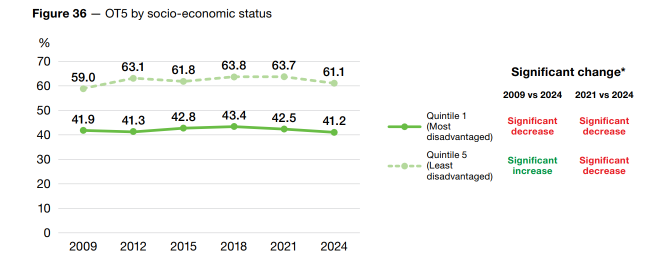 Figure 36 — OT5 by socio-economic status
%
70
60
50
40
30
20
10
0
59.0 63.1 61.8 63.8 63.7 61.1
41.9 41.3 42.8 43.4 42.5 41.2
2009 2012 2015 2018 2021 2024
Significant change*
2009 vs 2024 2021 vs 2024
Quintile 1
(Most
disadvantaged)
Significant
decrease
Significant
decrease
Quintile 5
(Least
disadvantaged)
Significant
increase
Significant
decrease